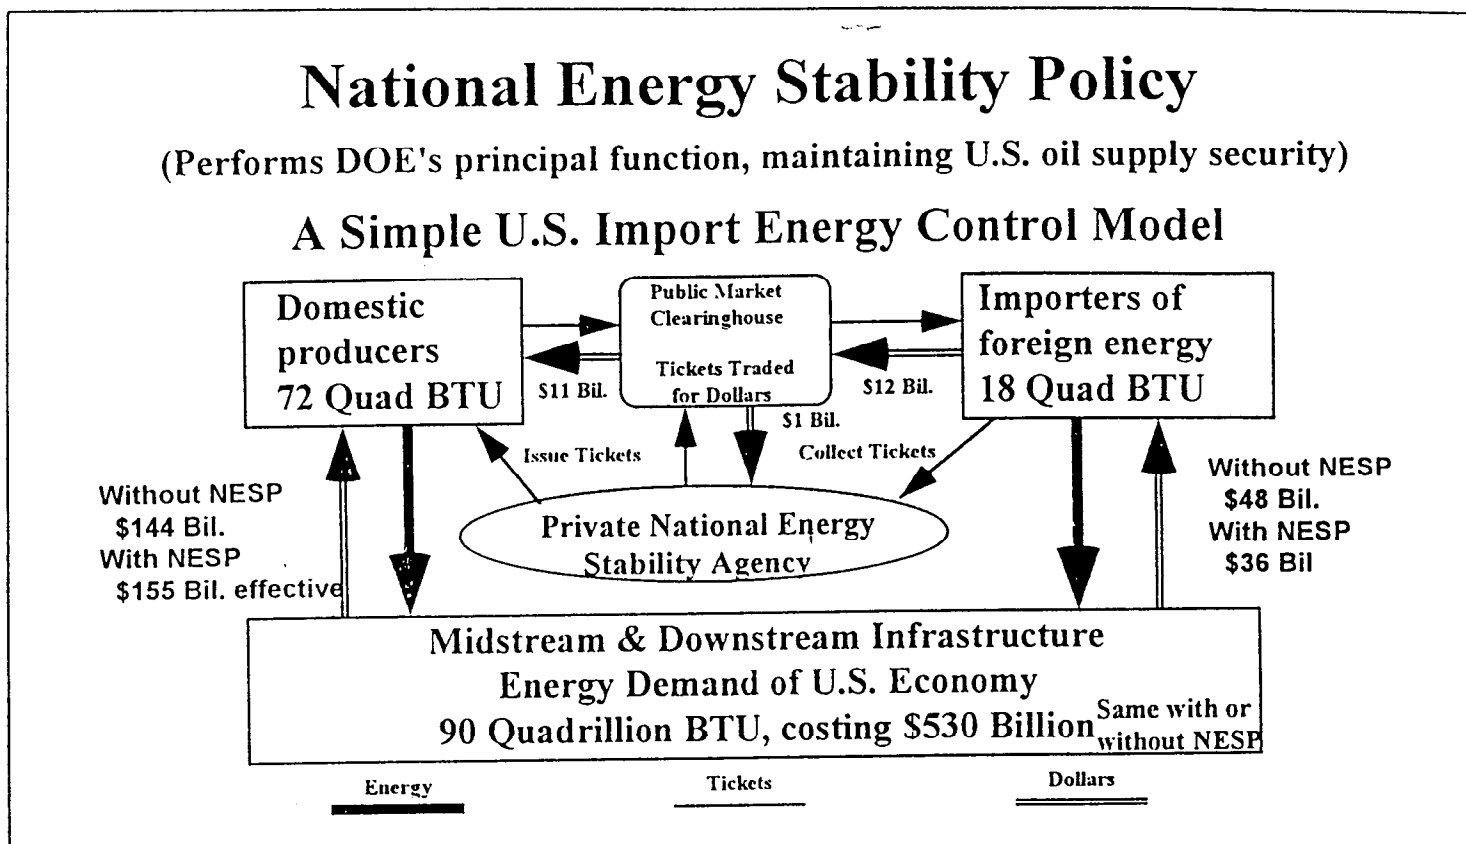 National Energy Stability Policy
(Performs DOE's principal function, maintaining U.S. oil supply security)
A Simple U.S. Import Energy Control Model
Domestic
producers
72 Quad BTU
Public Market
Clearinghouse
Tickets Traded
for Dollars
Importers of
foreign energy
18 Quad BTU
$11 Bil.
$12 Bil.
$1 Bil.
Issue Tickets
Collect Tickets
Without NESP
$144 Bil.
With NESP
$155 Bil. effective
Private National Energy
Stability Agency
Without NESP
$48 Bil.
With NESP
$36 Bil
Midstream & Downstream Infrastructure
Energy Demand of U.S. Economy
90 Quadrillion BTU, costing $530 Billion
Same with or
without NESP
Energy
Tickets
Dollars